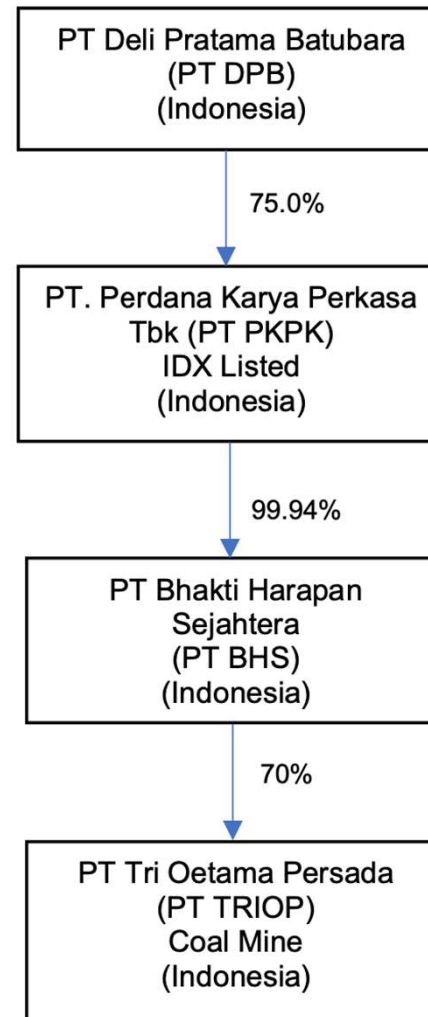 PT Deli Pratama Batubara
(PT DPB)
(Indonesia)
75.0%
PT. Perdana Karya Perkasa
Tbk (PT PKPK)
IDX Listed
(Indonesia)
99.94%
PT Bhakti Harapan
Sejahtera
(PT BHS)
(Indonesia)
70%
PT Tri Oetama Persada
(PT TRIOP)
Coal Mine
(Indonesia)